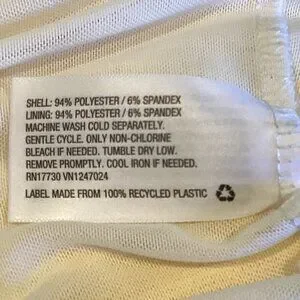 SHELL: 94% POLYESTER / 6% SPANDEX
LINING: 94% POLYESTER / 6% SPANDEX
MACHINE WASH COLD SEPARATELY.
GENTLE CYCLE. ONLY NON-CHLORINE
BLEACH IF NEEDED. TUMBLE DRY LOW.
REMOVE PROMPTLY. COOL IRON IF NEEDED.
RN17730 VN1247024
LABEL MADE FROM 100% RECYCLED PLASTIC